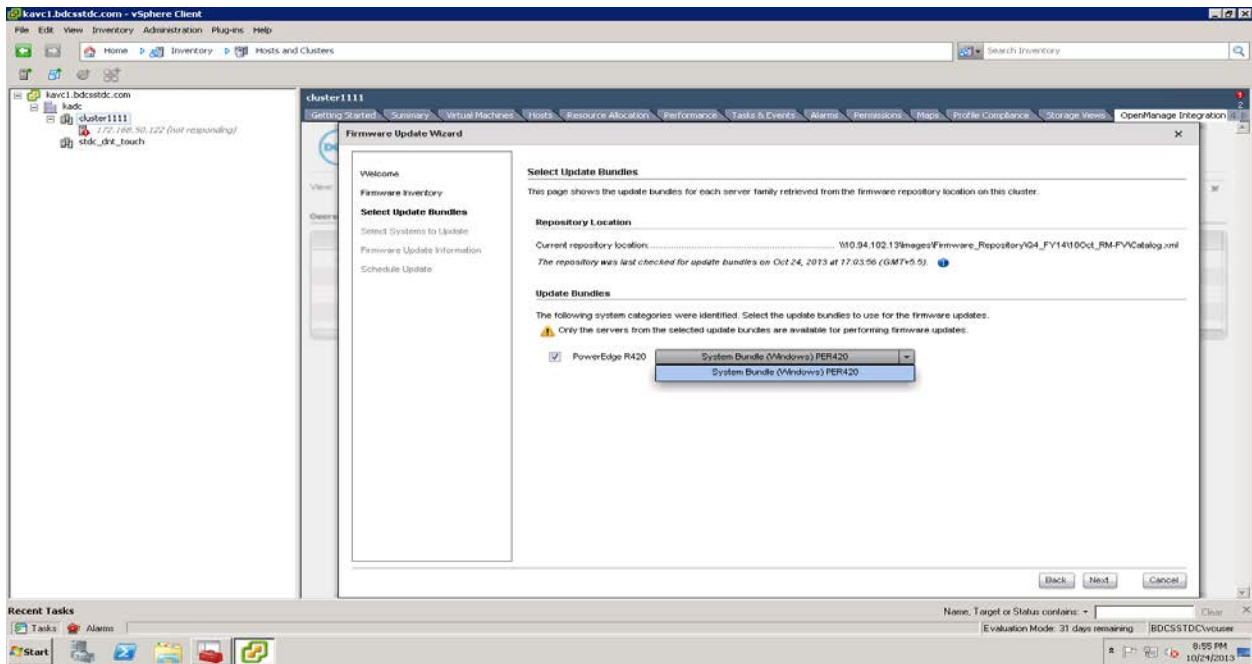 kavc1.bdcsstdc.com - vSphere Client
File Edit View Inventory Administration Plug-ins Help
Home Inventory Hosts and Clusters
Search Inventory
kavc1.bdcsstdc.com
kadc
cluster1111
172.168.50.122 (not responding)
stdc_dnt_touch
cluster1111
Getting Started Summary Virtual Machines Hosts Resource Allocation Performance Tasks & Events Alarms Permissions Maps Profile Compliance Storage Views OpenManage Integration
View:
Firmware Update Wizard
Welcome
Firmware Inventory
Select Update Bundles
Select Systems to Update
Firmware Update Information
Schedule Update
Select Update Bundles
This page shows the update bundles for each server family retrieved from the firmware repository location on this cluster.
Repository Location
Current repository location: \\10.94.102.13\Images\Firmware_Repository\Q4_FY14\10Oct_RM-FV\Catalog.xml
The repository was last checked for update bundles on Oct 24, 2013 at 17:03:56 (GMT+5.5).
Update Bundles
The following system categories were identified. Select the update bundles to use for the firmware updates.
Only the servers from the selected update bundles are available for performing firmware updates.
PowerEdge R420 System Bundle (Windows) PER420
System Bundle (Windows) PER420
Back Next Cancel
Recent Tasks
Name, Target or Status contains: Clear
Tasks Alarms
Evaluation Mode: 31 days remaining BDCSSTDC\vcuser
Start
8:55 PM
10/24/2013